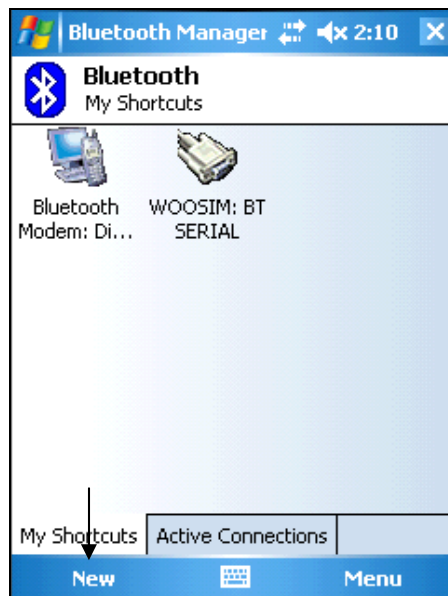 Bluetooth Manager 2:10
Bluetooth
My Shortcuts
Bluetooth
Modem: Di...
WOOSIM: BT
SERIAL
My Shortcuts Active Connections
New Menu